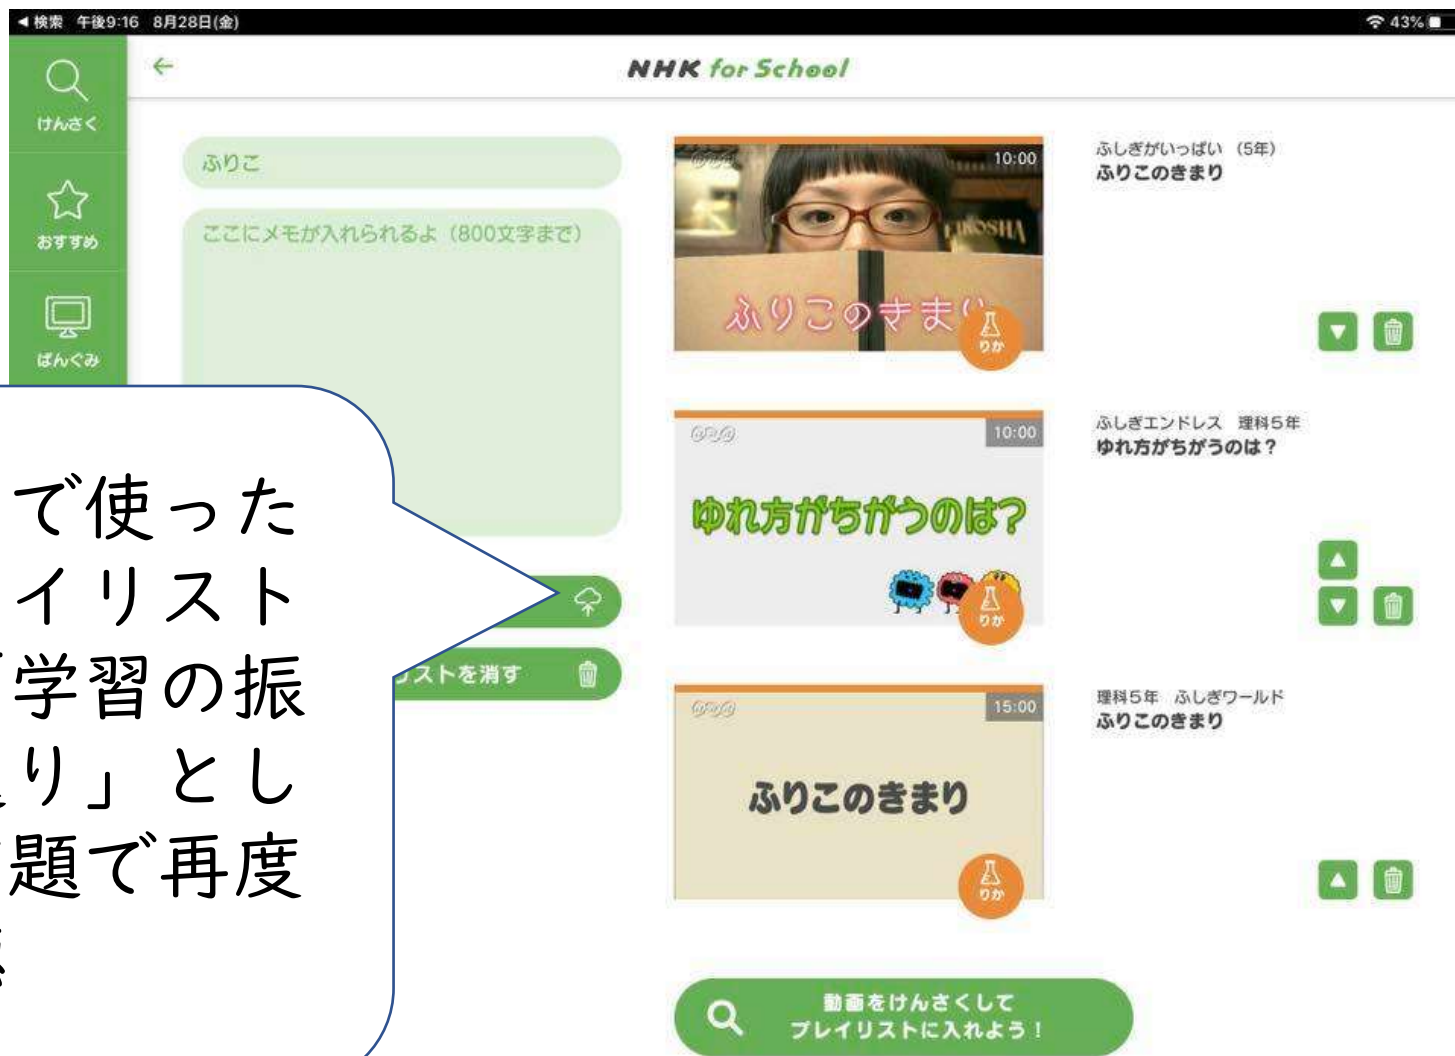 検索 午後9:16 8月28日(金)
43%
けんさく
おすすめ
ばんぐみ
NHK for School
ふりこ
ここにメモが入れられるよ（800文字まで）
で使った
イリスト
「学習の振
り」とし
題で再度
ストを消す
NHK
10:00
ふりこのきまり
りか
ふしぎがいっぱい （5年）
ふりこのきまり
NHK
10:00
ゆれ方がちがうのは?
りか
ふしぎエンドレス 理科5年
ゆれ方がちがうのは？
NHK
15:00
ふりこのきまり
りか
理科5年 ふしぎワールド
ふりこのきまり
動画をけんさくして
プレイリストに入れよう！